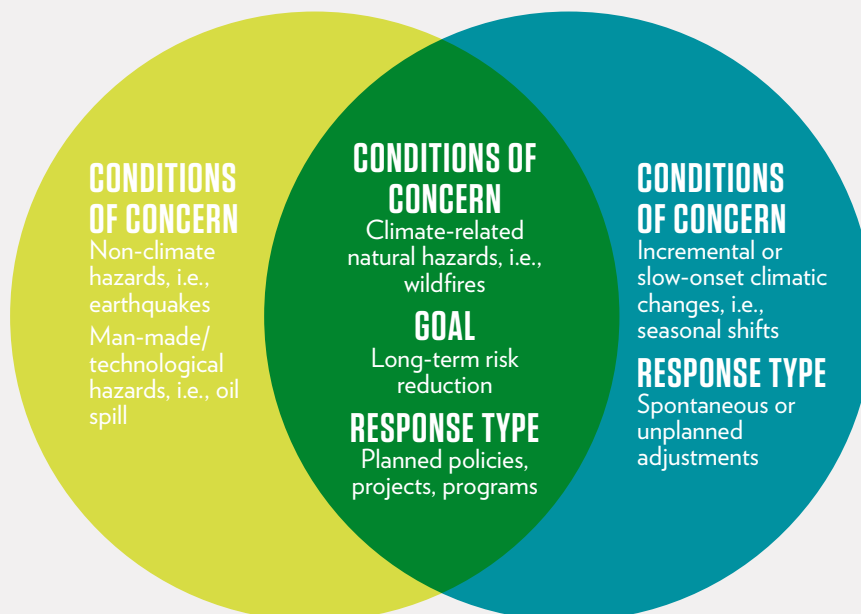 CONDITIONS
OF CONCERN
Non-climate
hazards, i.e.,
earthquakes
Man-made/
technological
hazards, i.e., oil
spill
CONDITIONS OF
CONCERN
Climate-related
natural hazards, i.e.,
wildfires
GOAL
Long-term risk
reduction
RESPONSE TYPE
Planned policies,
projects, programs
CONDITIONS
OF CONCERN
Incremental or
slow-onset climatic
changes, i.e.,
seasonal shifts
RESPONSE TYPE
Spontaneous or
unplanned
adjustments